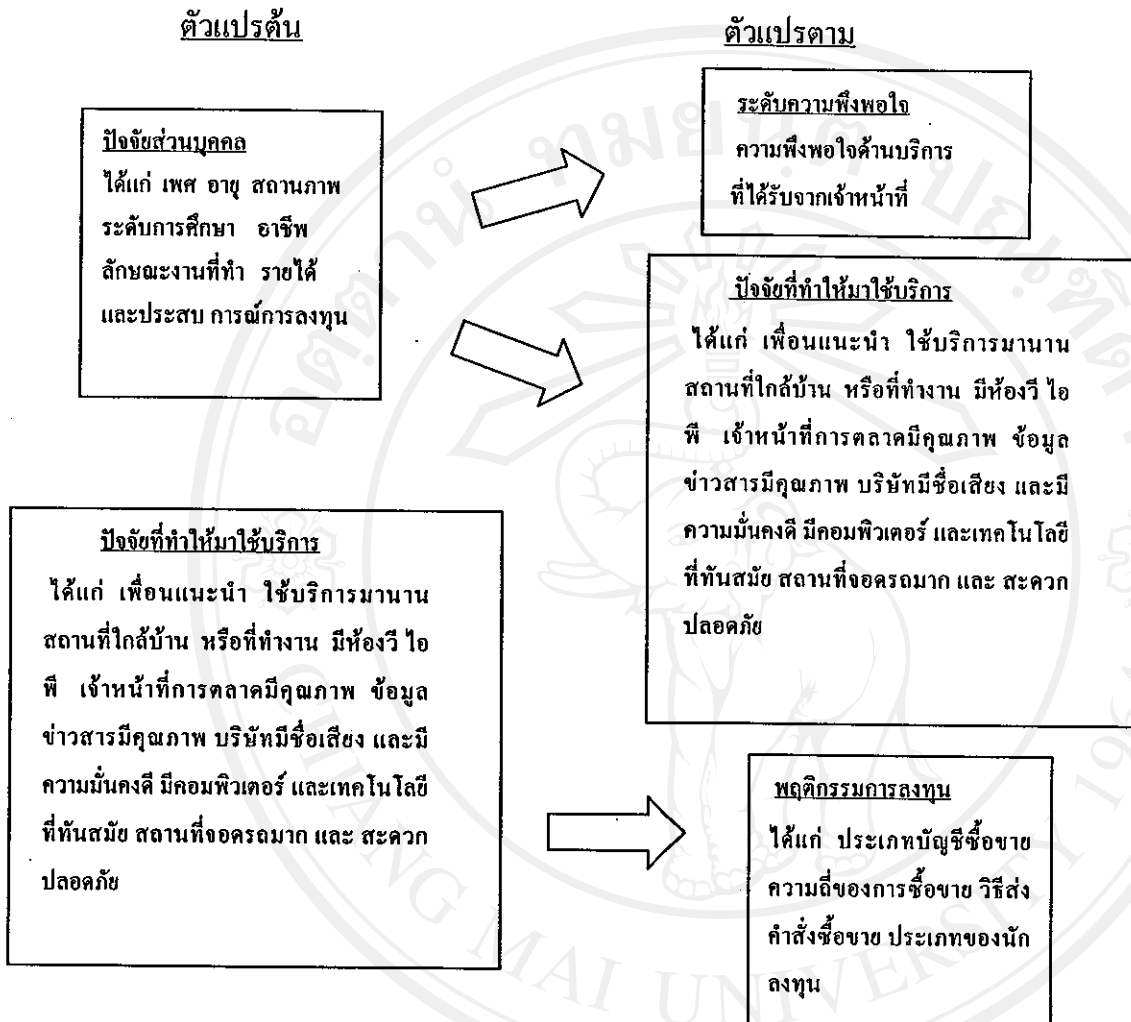 ตัวแปรต้น
ตัวแปรตาม
ปัจจัยส่วนบุคคล
ได้แก่ เพศ อายุ สถานภาพ
ระดับการศึกษา อาชีพ
ลักษณะงานที่ทำ รายได้
และประสบ การณ์การลงทุน
ระดับความพึงพอใจ
ความพึงพอใจด้านบริการ
ที่ได้รับจากเจ้าหน้าที่
ปัจจัยที่ทำให้มาใช้บริการ
ได้แก่ เพื่อนแนะนำ ใช้บริการมานาน
สถานที่ใกล้บ้าน หรือที่ทำงาน มีห้องวี ไอ
พี เจ้าหน้าที่การตลาดมีคุณภาพ ข้อมูล
ข่าวสารมีคุณภาพ บริษัทมีชื่อเสียง และมี
ความมั่นคงดี มีคอมพิวเตอร์ และเทคโนโลยี
ที่ทันสมัย สถานที่จอดรถมาก และ สะดวก
ปลอดภัย
ปัจจัยที่ทำให้มาใช้บริการ
ได้แก่ เพื่อนแนะนำ ใช้บริการมานาน
สถานที่ใกล้บ้าน หรือที่ทำงาน มีห้องวี ไอ
พี เจ้าหน้าที่การตลาดมีคุณภาพ ข้อมูล
ข่าวสารมีคุณภาพ บริษัทมีชื่อเสียง และมี
ความมั่นคงดี มีคอมพิวเตอร์ และเทคโนโลยี
ที่ทันสมัย สถานที่จอดรถมาก และ สะดวก
ปลอดภัย
พฤติกรรมการลงทุน
ได้แก่ ประเภทบัญชีซื้อขาย
ความถี่ของการซื้อขาย วิธีส่ง
คำสั่งซื้อขาย ประเภทของนัก
ลงทุน
อตฺตานํ ทมยนฺติ ปณฺฑิตา
CHIANG MAI UNIVERSITY 1964